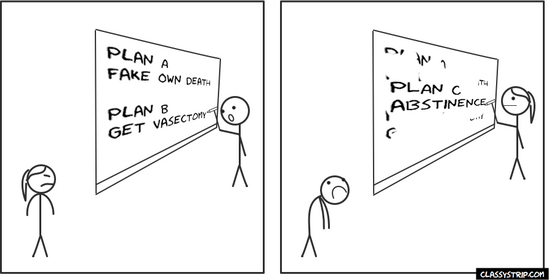 PLAN A
FAKE OWN DEATH
PLAN B
GET VASECTOMY
PLAN C
ABSTINENCE
CLASSYSTRIP.COM